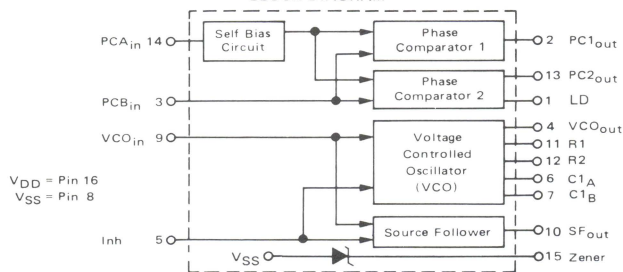 PCAin 14
Self Bias
Circuit
Phase
Comparator 1
2 PC1out
PCBin 3
Phase
Comparator 2
13 PC2out
1 LD
VCOin 9
Voltage
Controlled
Oscillator
(VCO)
4 VCOout
11 R1
12 R2
6 C1A
7 C1B
VDD = Pin 16
VSS = Pin 8
Inh 5
Source Follower
10 SFout
VSS
15 Zener